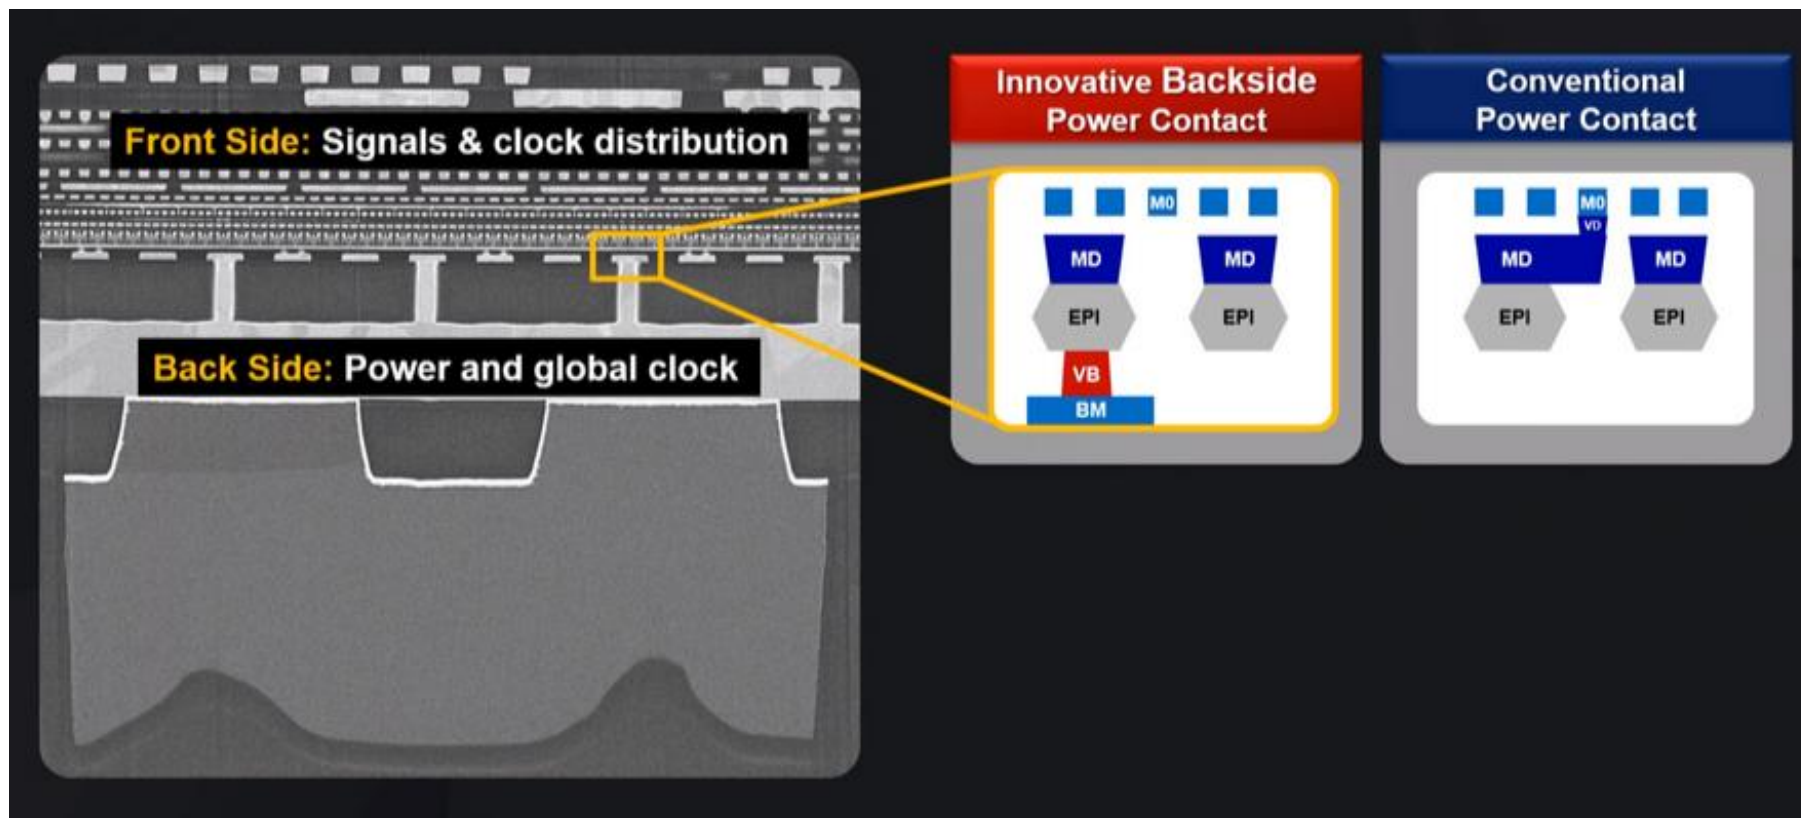 Front Side: Signals & clock distribution
Back Side: Power and global clock
Innovative Backside
Power Contact
M0
MD MD
EPI EPI
VB
BM
Conventional
Power Contact
M0
VD
MD MD
EPI EPI